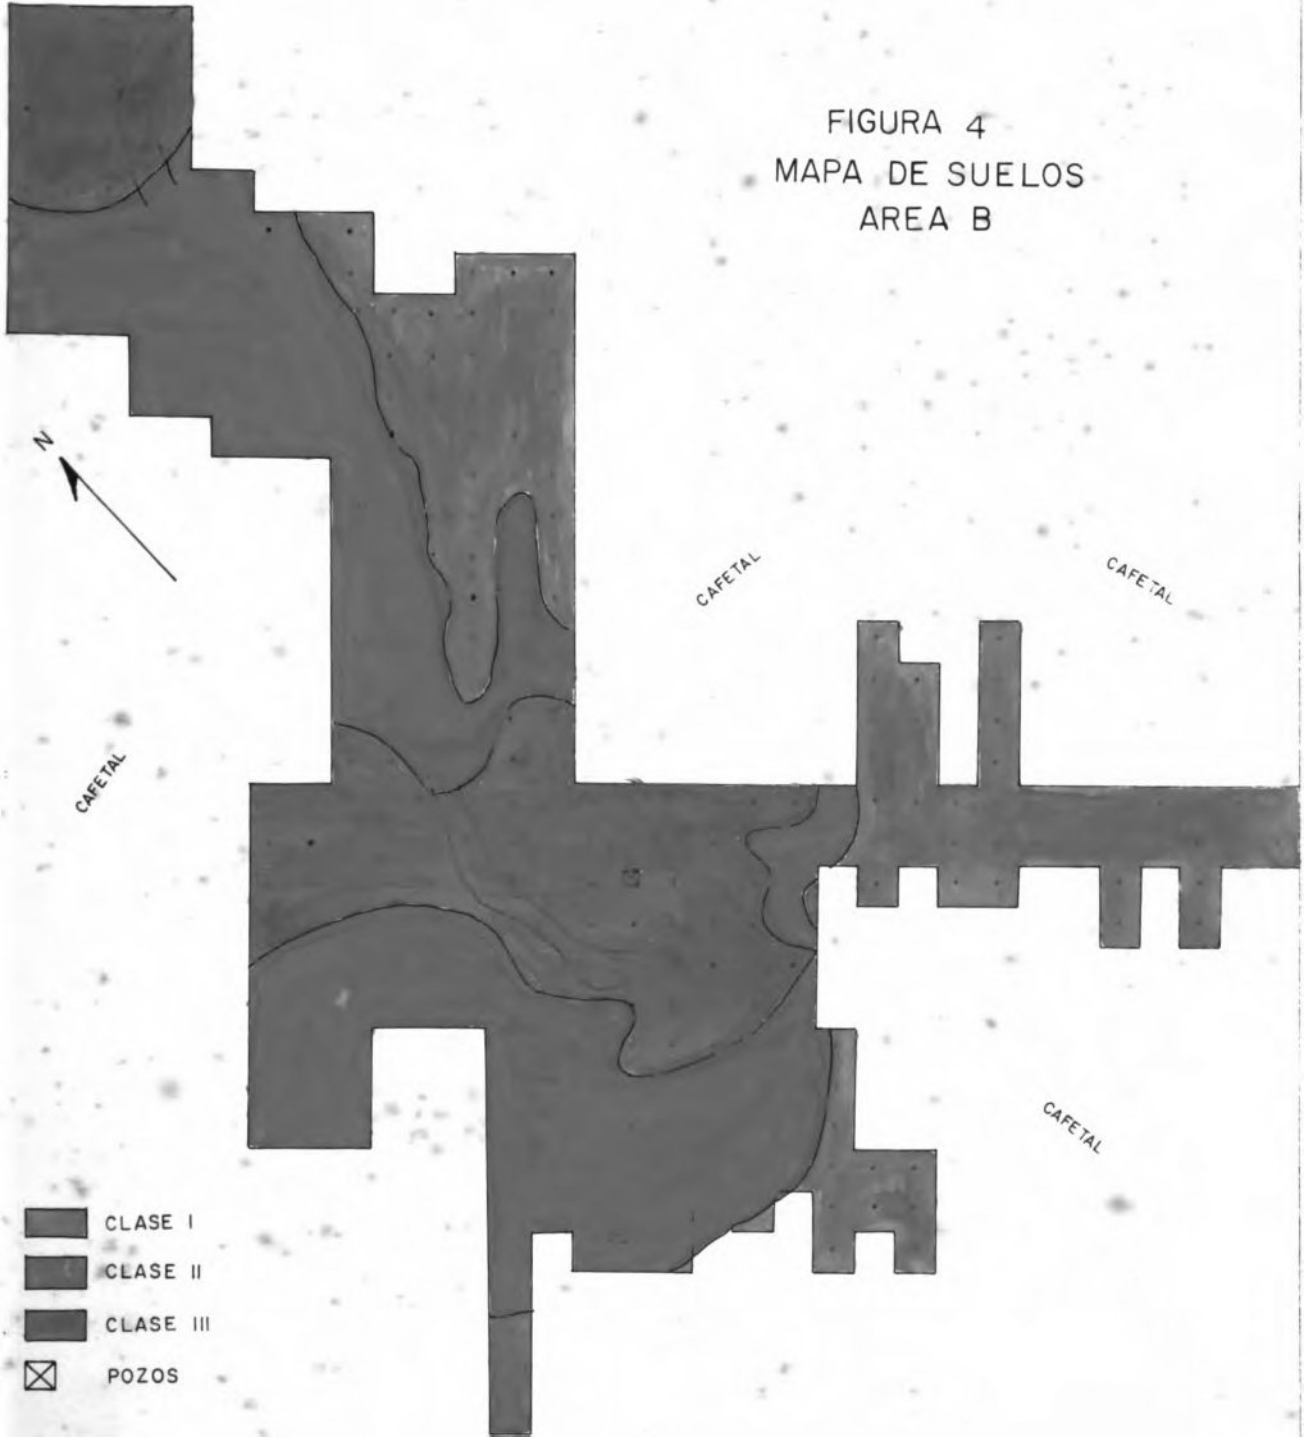 FIGURA 4
MAPA DE SUELOS
AREA B
N
CAFETAL
CAFETAL
CAFETAL
CAFETAL
CLASE I
CLASE II
CLASE III
POZOS